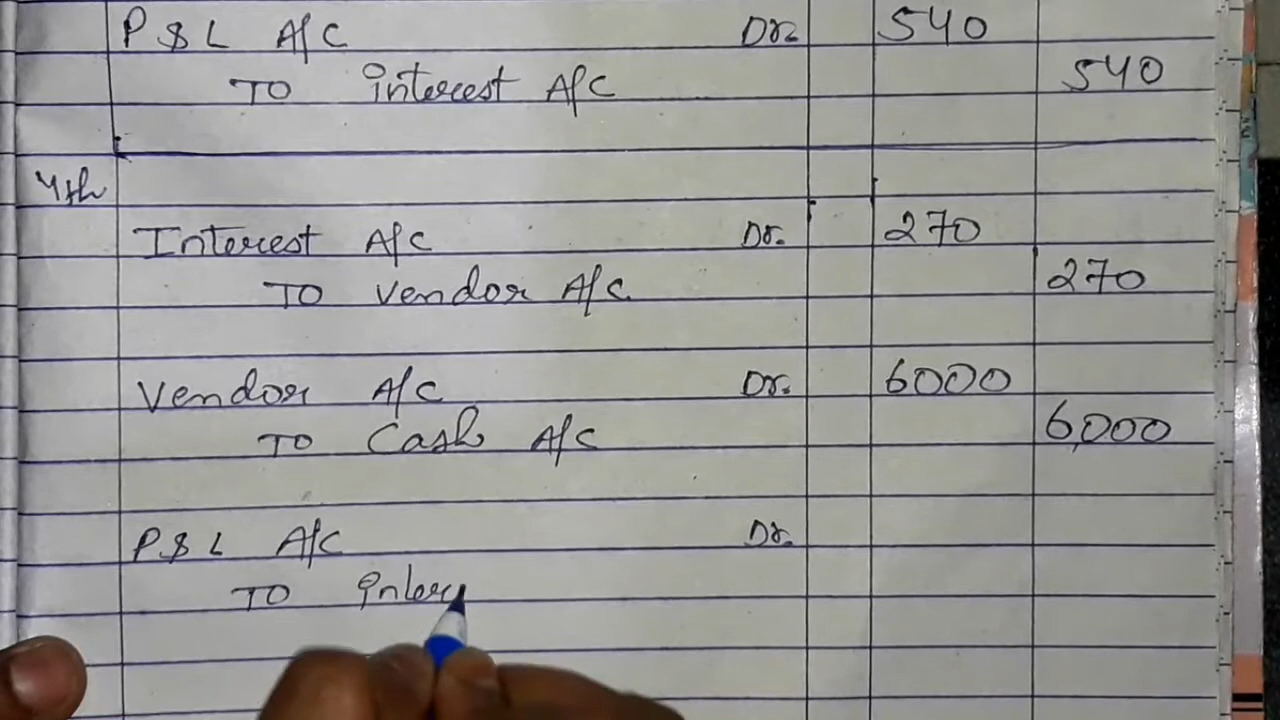 P & L A/C Dr. 540
TO interest A/C 540
4th
Interest A/C Dr. 270
TO Vendor A/C 270
Vendor A/C Dr. 6000
TO Cash A/C 6,000
P & L A/C Dr.
TO inter